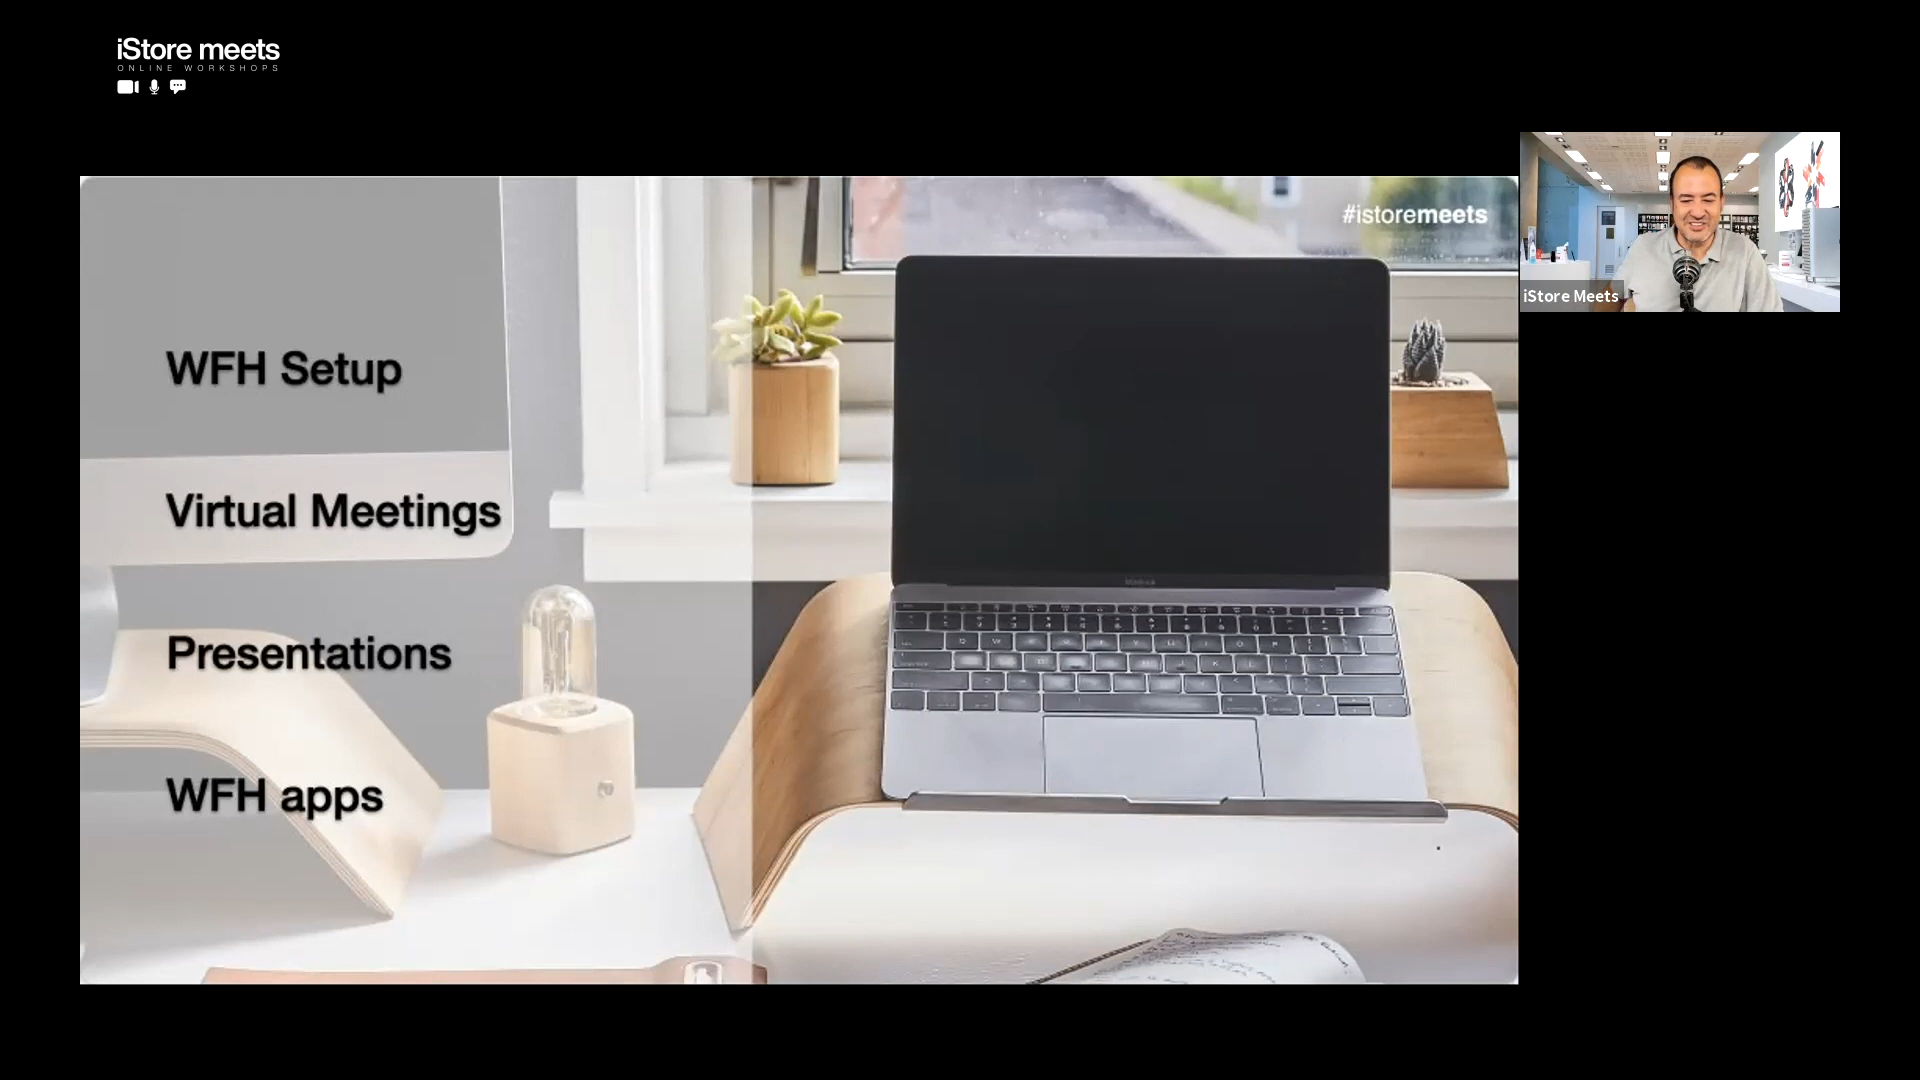 iStore meets
ONLINE WORKSHOPS
#istoremeets
iStore Meets
WFH Setup
Virtual Meetings
Presentations
WFH apps